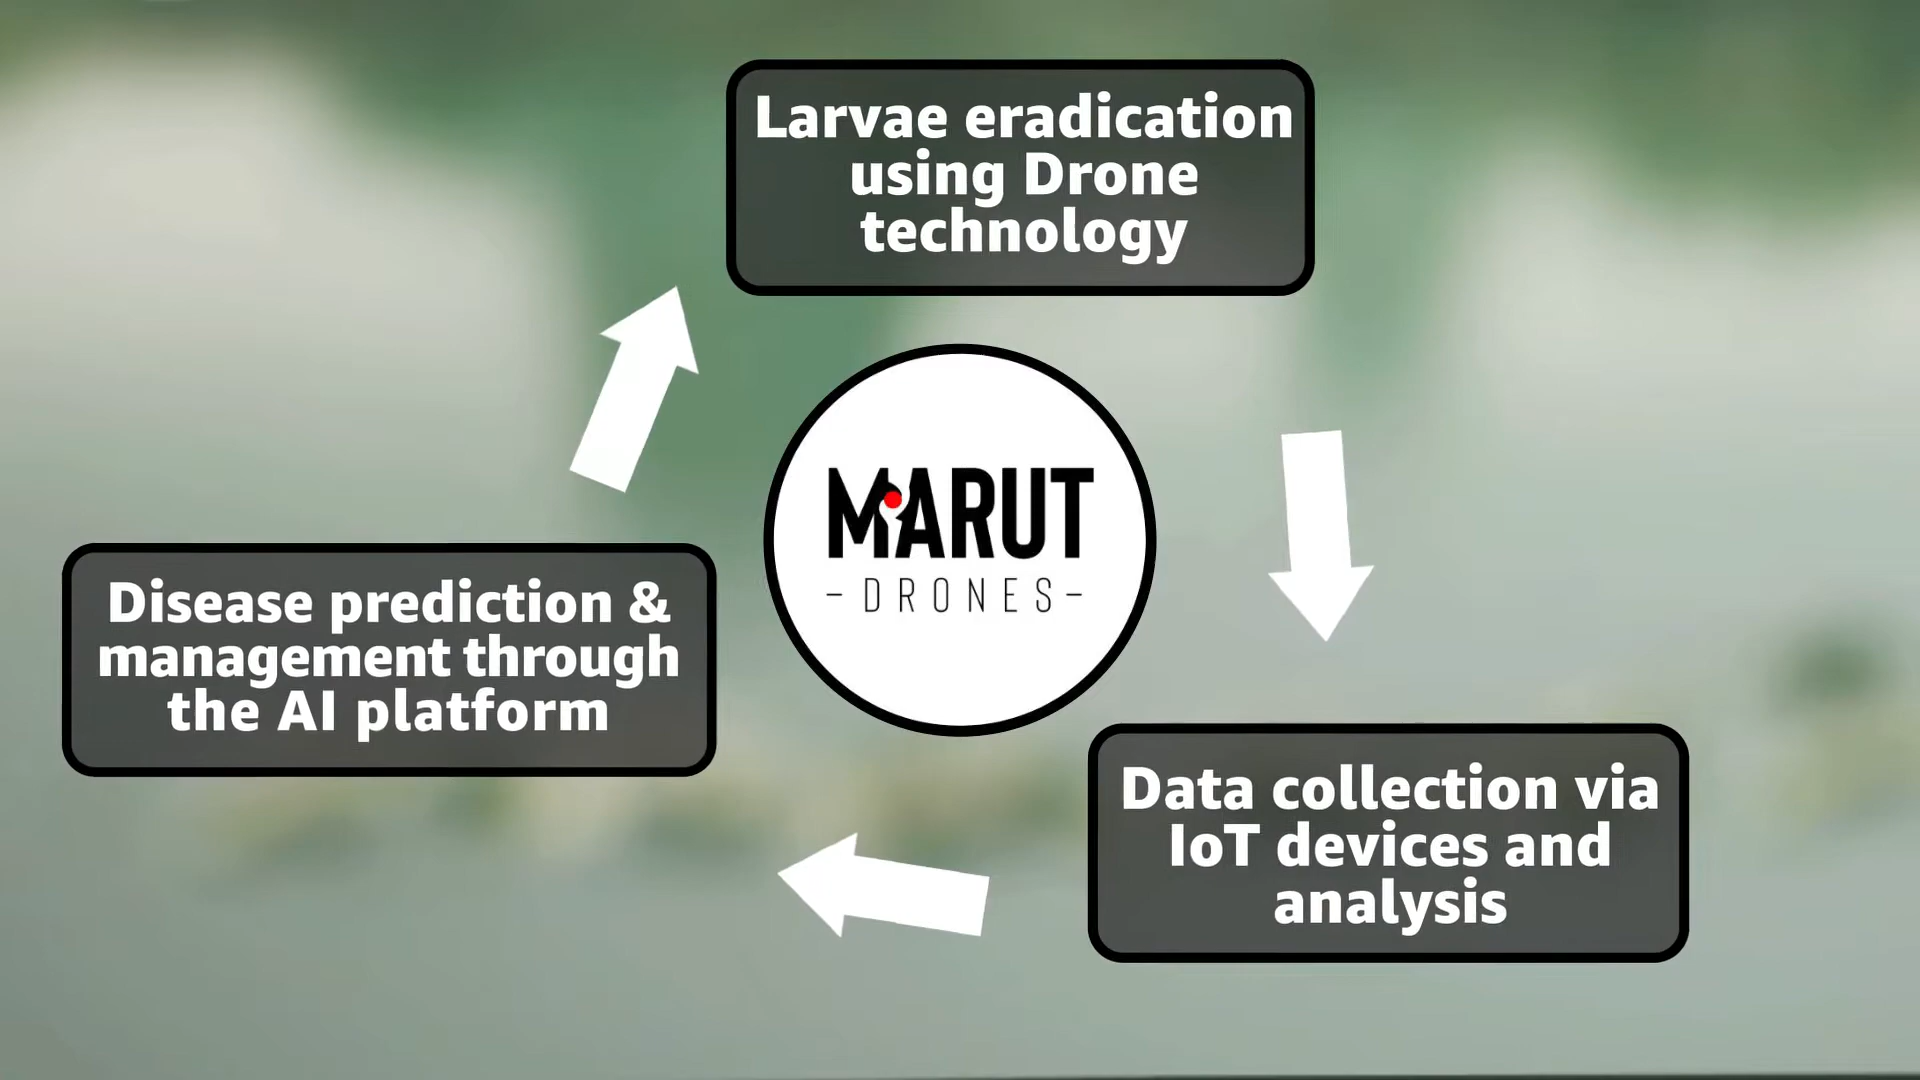 Larvae eradication
using Drone
technology
MARUT
- DRONES -
Disease prediction &
management through
the AI platform
Data collection via
IoT devices and
analysis